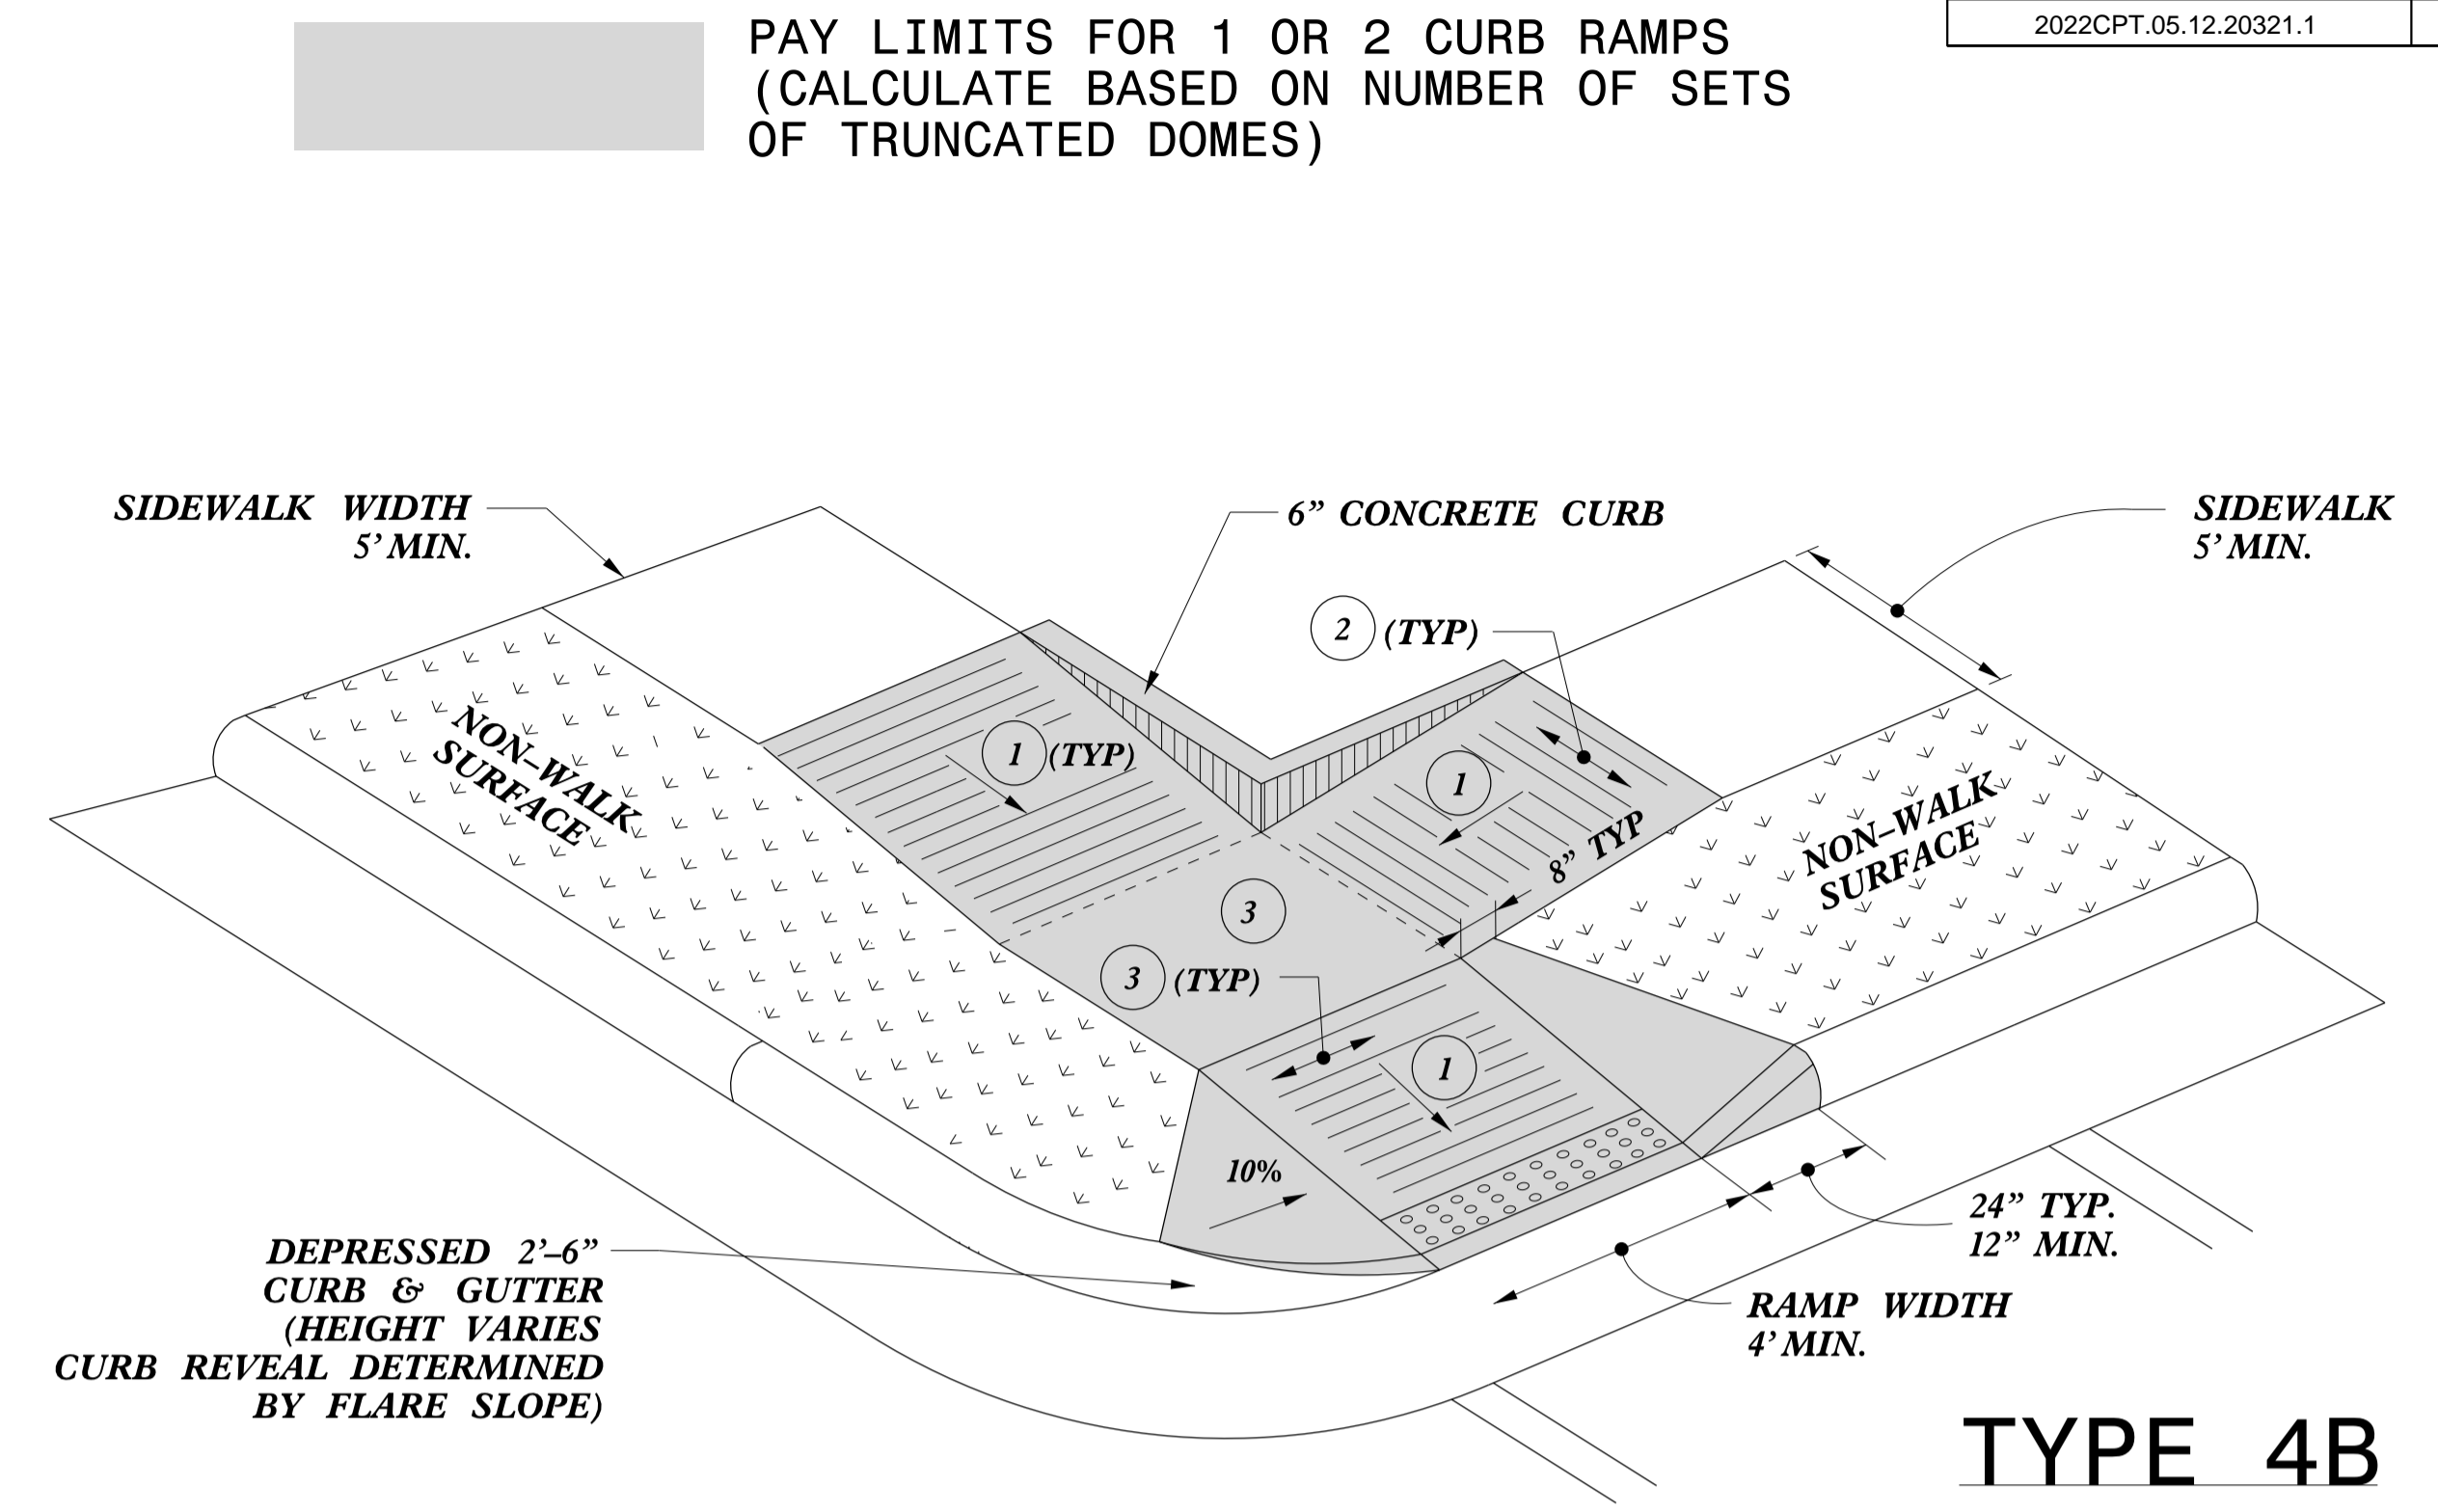 PAY LIMITS FOR 1 OR 2 CURB RAMPS
(CALCULATE BASED ON NUMBER OF SETS
OF TRUNCATED DOMES)
2022CPT.05.12.20321.1
SIDEWALK WIDTH
5' MIN.
6” CONCRETE CURB
SIDEWALK
5' MIN.
2 (TYP)
NON-WALK
SURFACE
1 (TYP)
1
8” TYP
NON-WALK
SURFACE
3
3 (TYP)
1
10%
24” TYP.
12” MIN.
DEPRESSED 2'-6”
CURB & GUTTER
(HEIGHT VARIES
CURB REVEAL DETERMINED
BY FLARE SLOPE)
RAMP WIDTH
4' MIN.
TYPE 4B